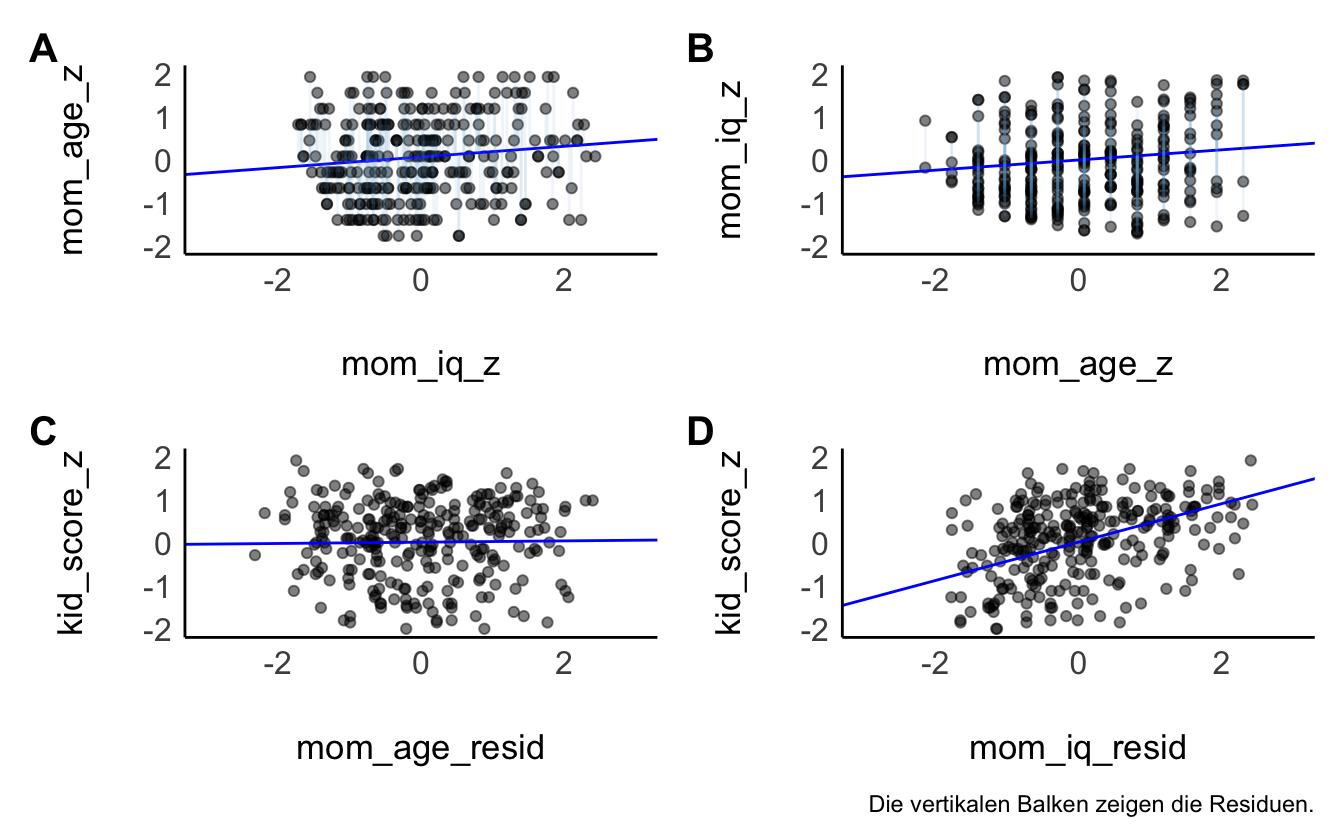 A
mom_age_z
2
1
0
-1
-2
-2 0 2
mom_iq_z
B
mom_iq_z
2
1
0
-1
-2
-2 0 2
mom_age_z
C
kid_score_z
2
1
0
-1
-2
-2 0 2
mom_age_resid
D
kid_score_z
2
1
0
-1
-2
-2 0 2
mom_iq_resid
Die vertikalen Balken zeigen die Residuen.